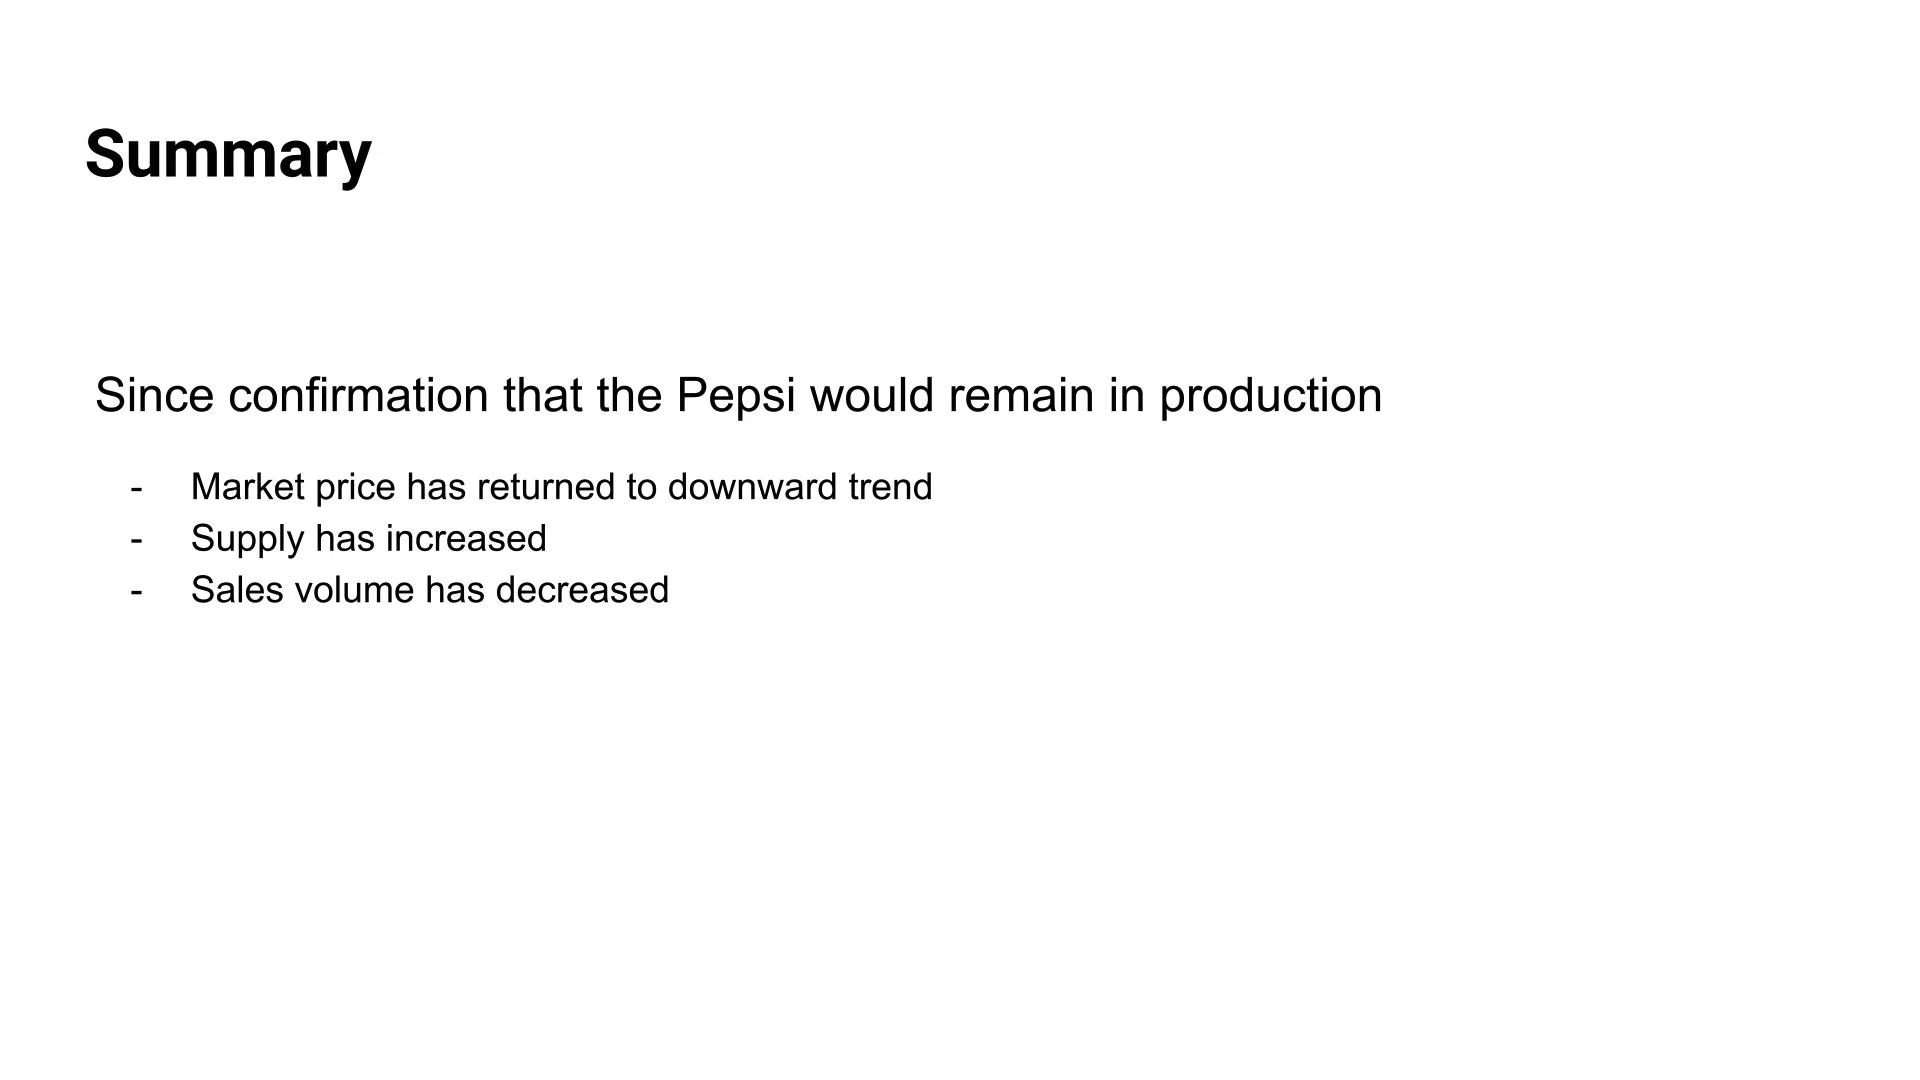 Summary
Since confirmation that the Pepsi would remain in production
- Market price has returned to downward trend
- Supply has increased
- Sales volume has decreased